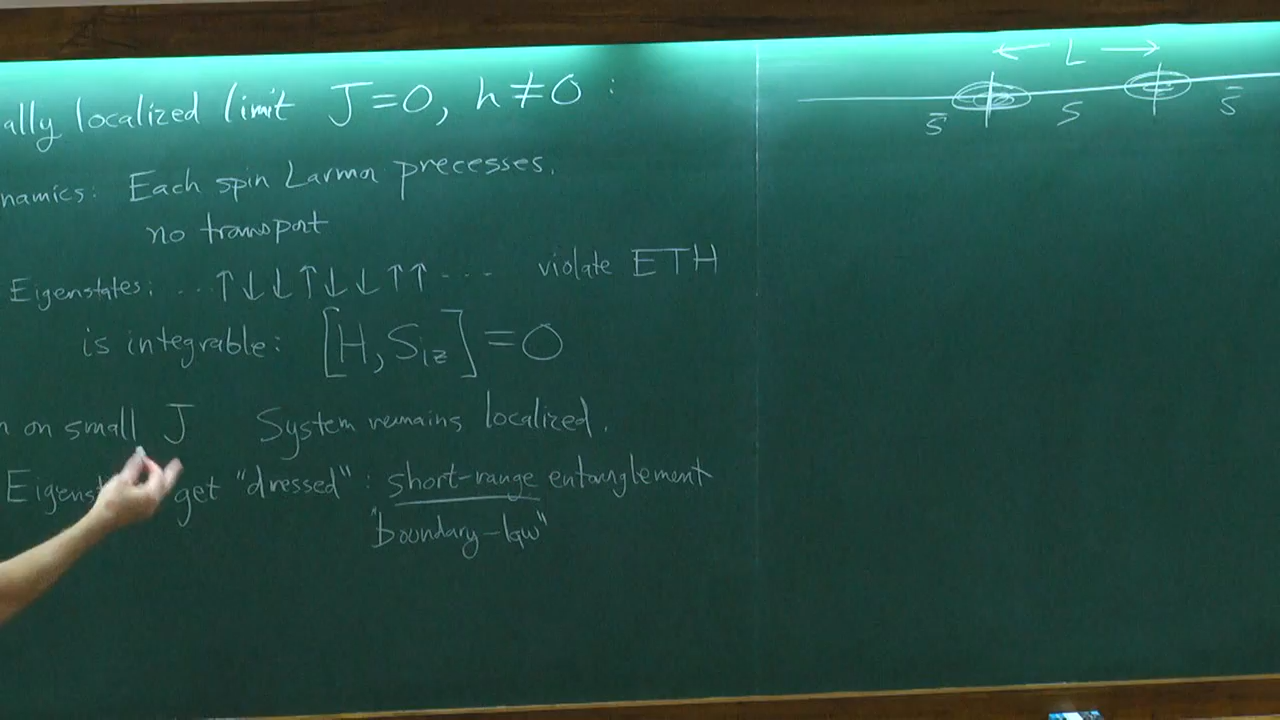 ally localized limit J=0, h≠0 :
namics: Each spin Larmor precesses.
no transport
Eigenstates: ...↑↓↓↑↓↓↑↑.... violate ETH
is integrable: [H, Siz] = 0
n on small J System remains localized.
Eigenst get "dressed" : short-range entanglement
"boundary-law"
← L →
s̄ s s̄